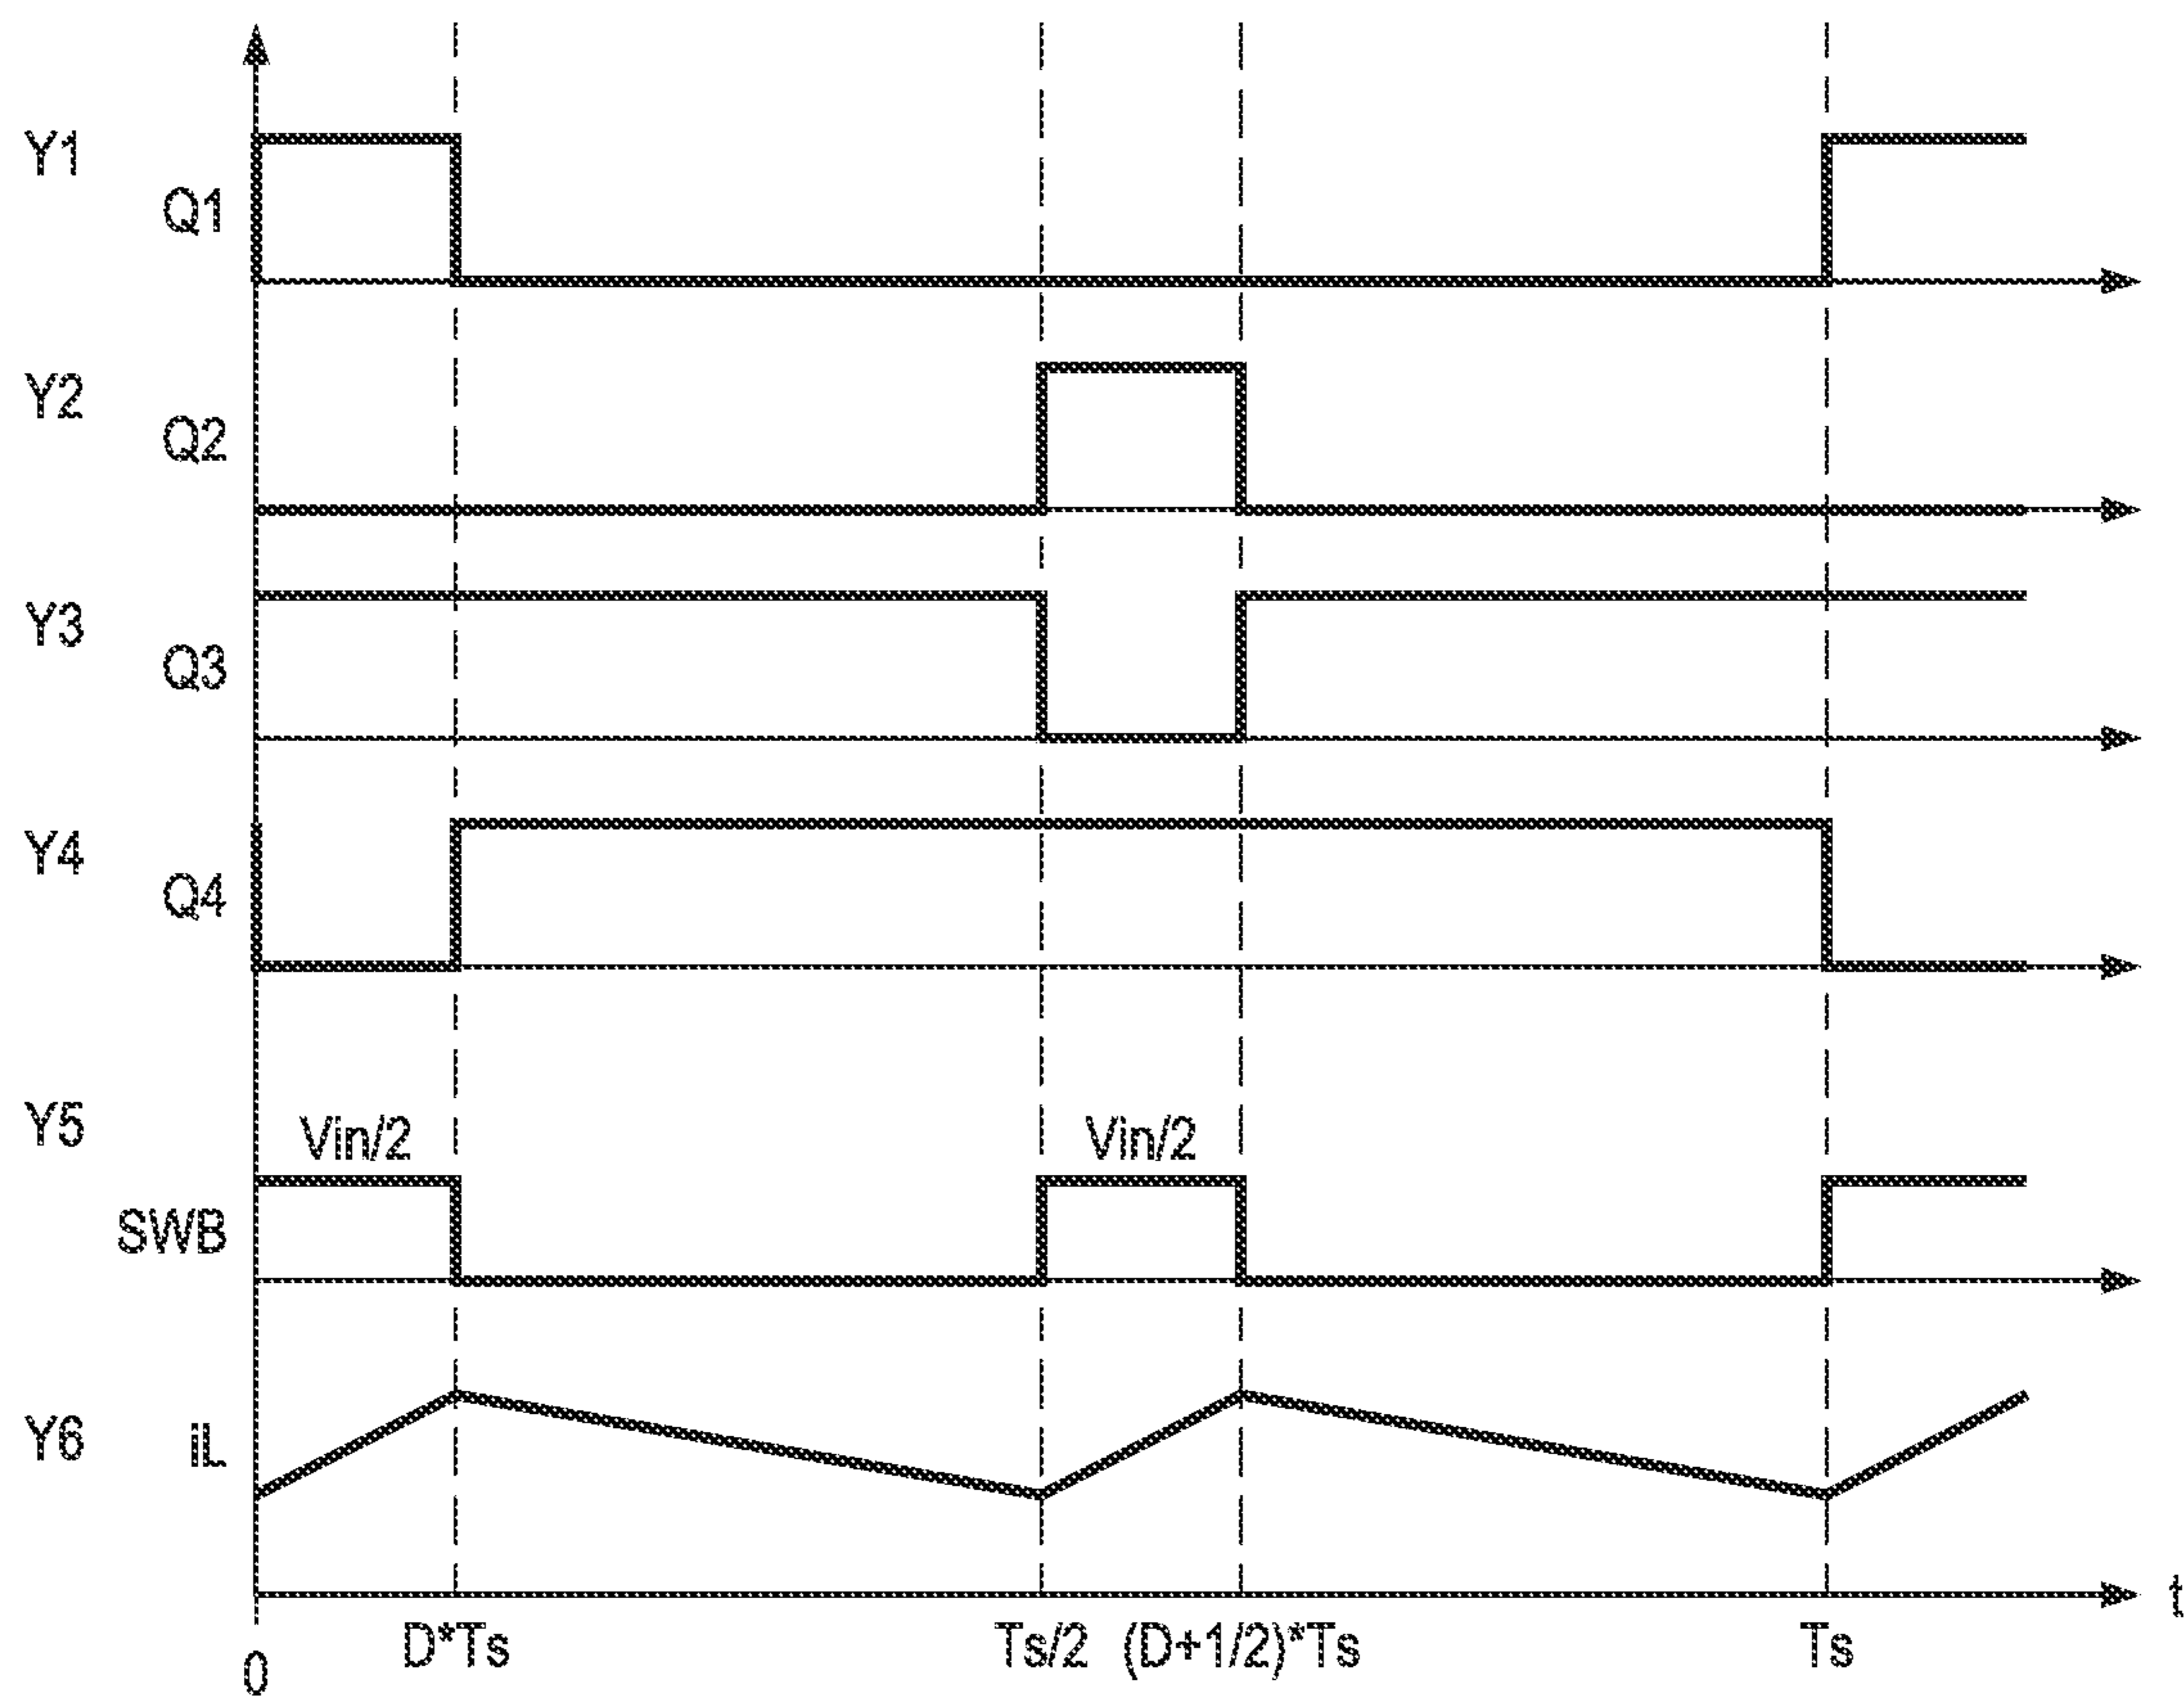 Y1
Q1
Y2
Q2
Y3
Q3
Y4
Q4
Y5
Vin/2 Vin/2
SWB
Y6 iL
t
0 D*Ts Ts/2 (D+1/2)*Ts Ts